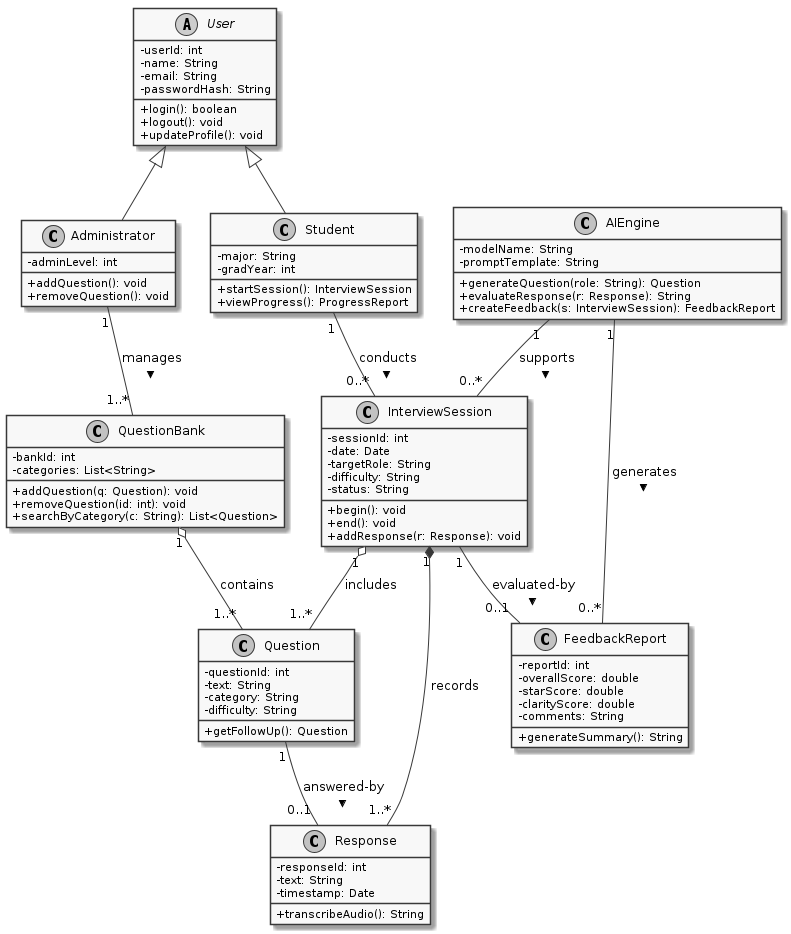 A User
-userId: int
-name: String
-email: String
-passwordHash: String
+login(): boolean
+logout(): void
+updateProfile(): void
C Administrator
-adminLevel: int
+addQuestion(): void
+removeQuestion(): void
C Student
-major: String
-gradYear: int
+startSession(): InterviewSession
+viewProgress(): ProgressReport
C AIEngine
-modelName: String
-promptTemplate: String
+generateQuestion(role: String): Question
+evaluateResponse(r: Response): String
+createFeedback(s: InterviewSession): FeedbackReport
1
manages
1..*
1
conducts
0..*
1
supports
0..*
1
generates
0..*
C QuestionBank
-bankId: int
-categories: List<String>
+addQuestion(q: Question): void
+removeQuestion(id: int): void
+searchByCategory(c: String): List<Question>
C InterviewSession
-sessionId: int
-date: Date
-targetRole: String
-difficulty: String
-status: String
+begin(): void
+end(): void
+addResponse(r: Response): void
1
contains
1..*
1
includes
1..*
1
records
1..*
1
evaluated-by
0..1
C Question
-questionId: int
-text: String
-category: String
-difficulty: String
+getFollowUp(): Question
C FeedbackReport
-reportId: int
-overallScore: double
-starScore: double
-clarityScore: double
-comments: String
+generateSummary(): String
1
answered-by
0..1
C Response
-responseId: int
-text: String
-timestamp: Date
+transcribeAudio(): String